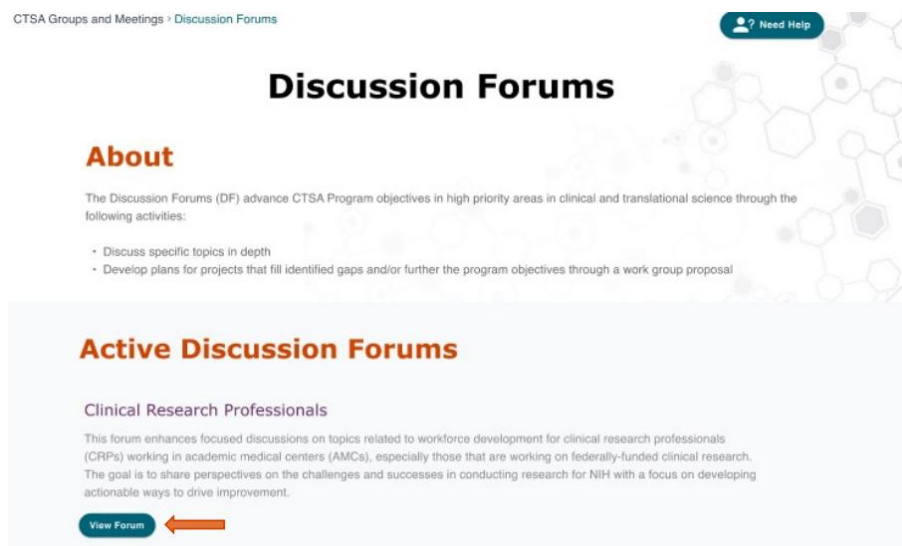 CTSA Groups and Meetings › Discussion Forums
Need Help
Discussion Forums
About
The Discussion Forums (DF) advance CTSA Program objectives in high priority areas in clinical and translational science through the
following activities:
• Discuss specific topics in depth
• Develop plans for projects that fill identified gaps and/or further the program objectives through a work group proposal
Active Discussion Forums
Clinical Research Professionals
This forum enhances focused discussions on topics related to workforce development for clinical research professionals
(CRPs) working in academic medical centers (AMCs), especially those that are working on federally-funded clinical research.
The goal is to share perspectives on the challenges and successes in conducting research for NIH with a focus on developing
actionable ways to drive improvement.
View Forum